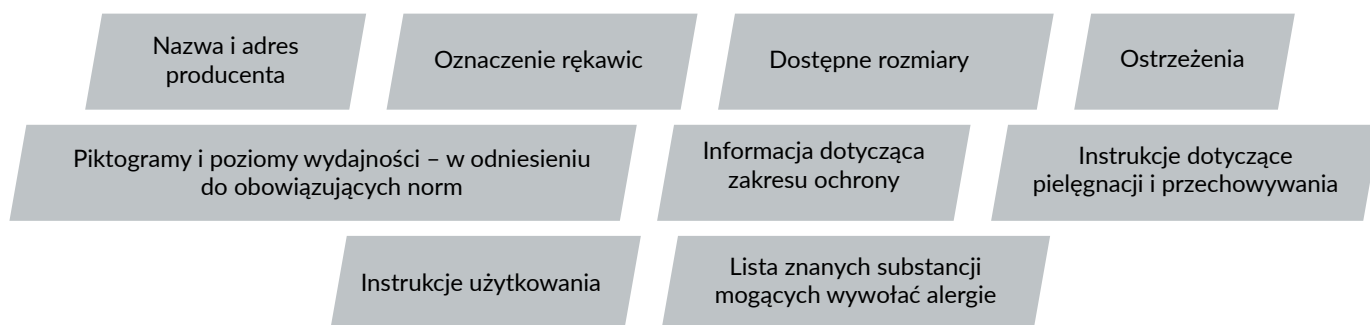 Nazwa i adres
producenta
Oznaczenie rękawic
Dostępne rozmiary
Ostrzeżenia
Piktogramy i poziomy wydajności – w odniesieniu
do obowiązujących norm
Informacja dotycząca
zakresu ochrony
Instrukcje dotyczące
pielęgnacji i przechowywania
Instrukcje użytkowania
Lista znanych substancji
mogących wywołać alergie